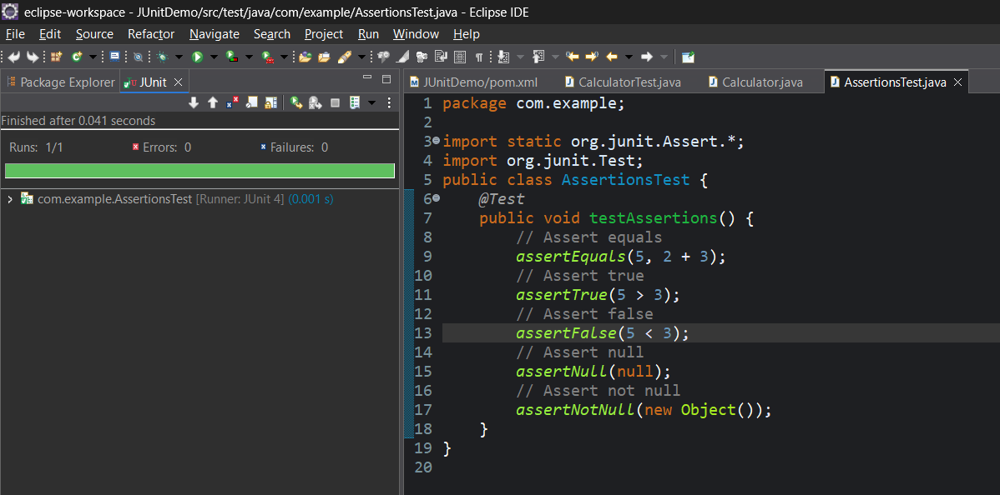 eclipse-workspace - JUnitDemo/src/test/java/com/example/AssertionsTest.java - Eclipse IDE
File Edit Source Refactor Navigate Search Project Run Window Help
Package Explorer JUnit
Finished after 0.041 seconds
Runs: 1/1 Errors: 0 Failures: 0
com.example.AssertionsTest [Runner: JUnit 4] (0.001 s)
JUnitDemo/pom.xml CalculatorTest.java Calculator.java AssertionsTest.java
1 package com.example;
2
3 import static org.junit.Assert.*;
4 import org.junit.Test;
5 public class AssertionsTest {
6     @Test
7     public void testAssertions() {
8         // Assert equals
9         assertEquals(5, 2 + 3);
10         // Assert true
11         assertTrue(5 > 3);
12         // Assert false
13         assertFalse(5 < 3);
14         // Assert null
15         assertNull(null);
16         // Assert not null
17         assertNotNull(new Object());
18     }
19 }
20